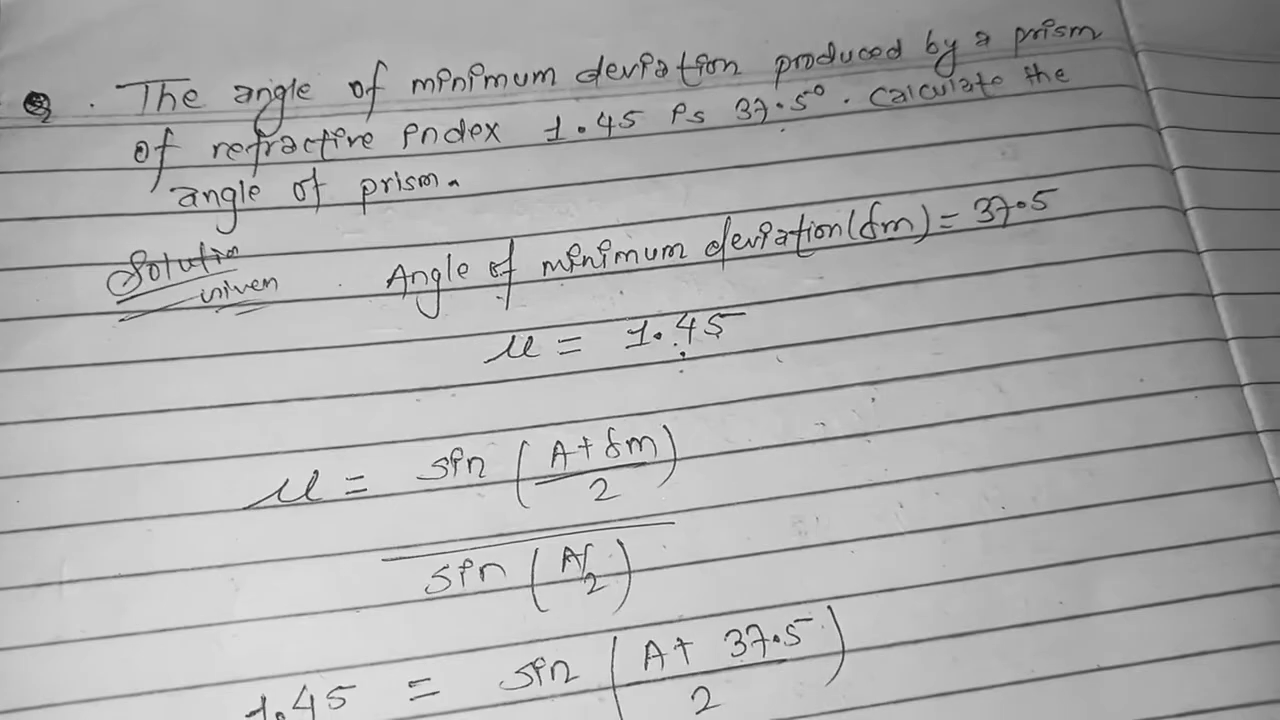 Q. The angle of minimum deviation produced by a prism
of refractive index 1.45 is 37.5°. Calculate the
angle of prism.
Solution
Given
Angle of minimum deviation (δm) = 37.5
μ = 1.45
μ = sin (A + δm / 2)
sin (A/2)
1.45 = sin (A + 37.5 / 2)